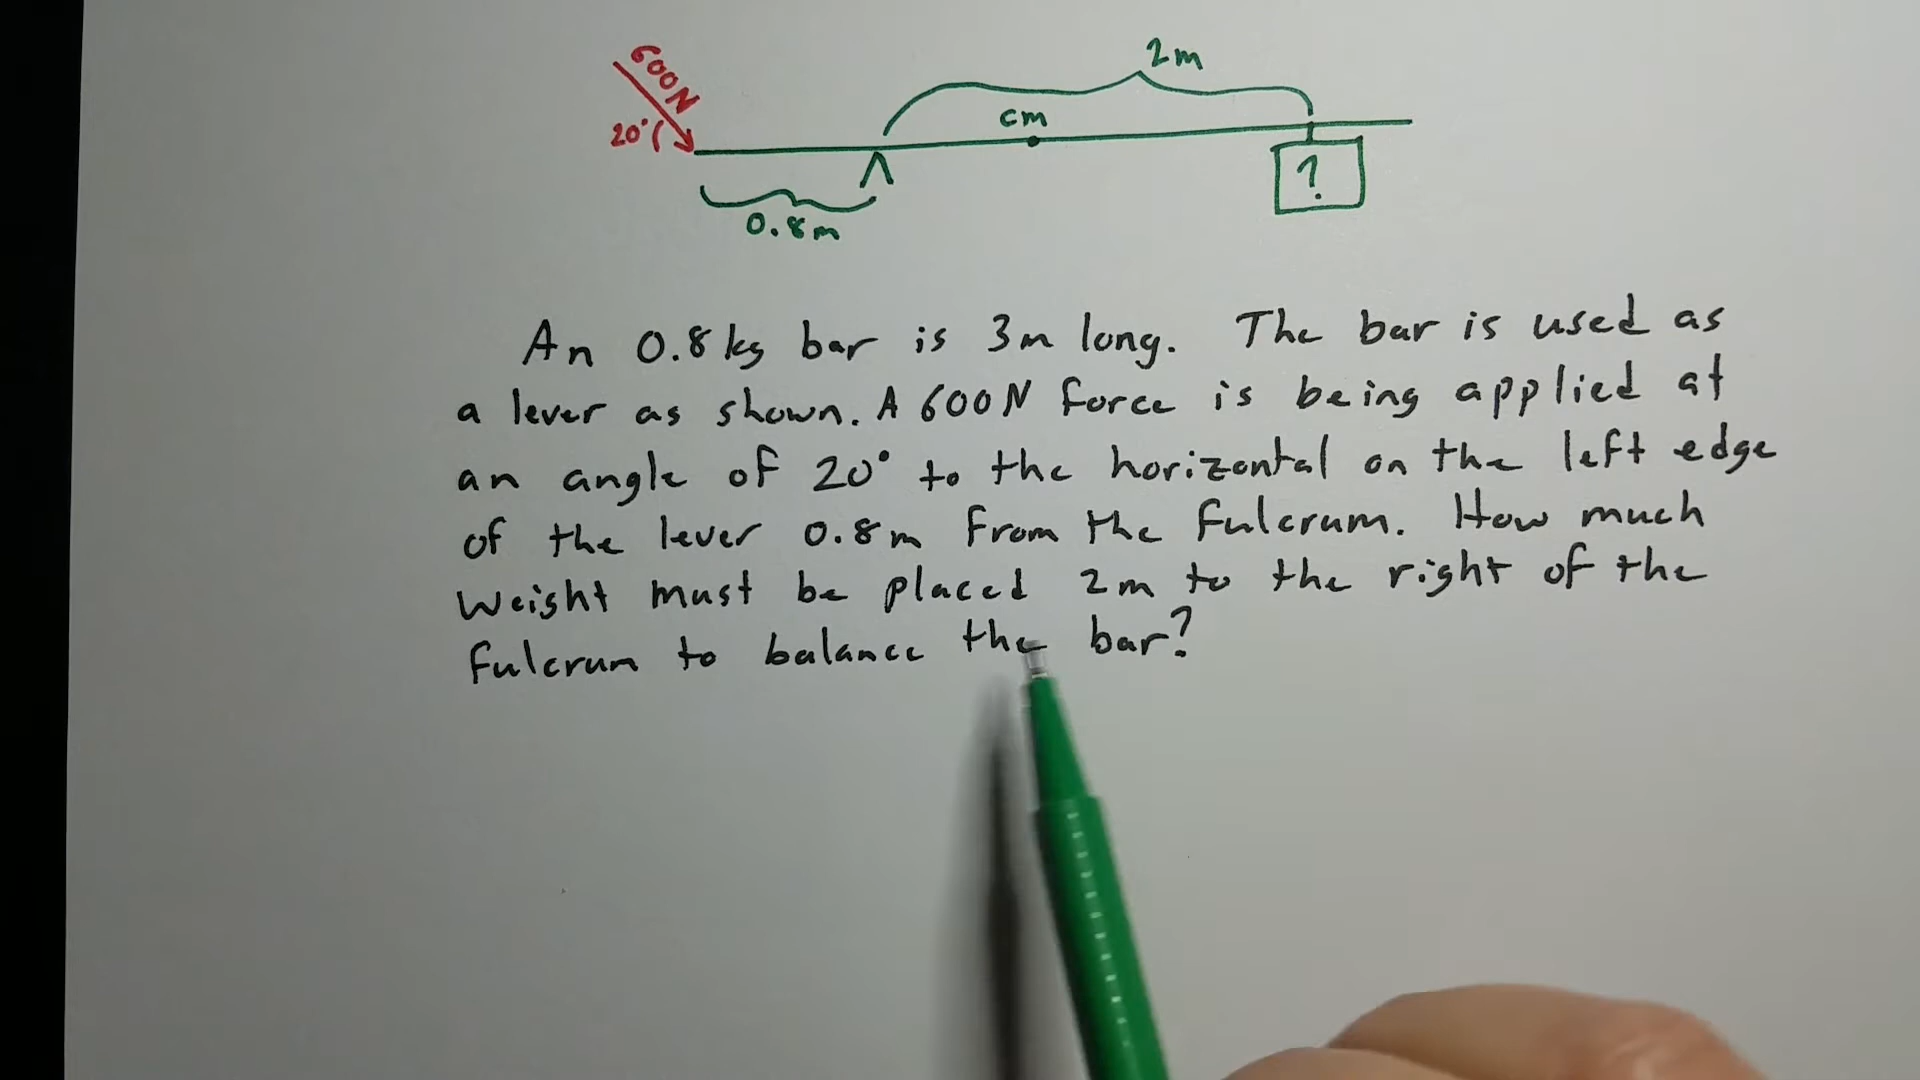 600N
20°
2m
cm
?
0.8m
An 0.8kg bar is 3m long. The bar is used as
a lever as shown. A 600N force is being applied at
an angle of 20° to the horizontal on the left edge
of the lever 0.8m from the fulcrum. How much
weight must be placed 2m to the right of the
fulcrum to balance the bar?